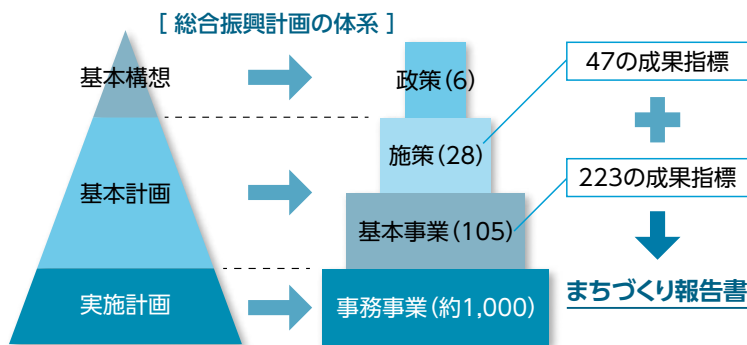 [ 総合振興計画の体系 ]
基本構想
政策(6)
47の成果指標
施策(28)
基本計画
223の成果指標
基本事業(105)
実施計画
事務事業(約1,000)
まちづくり報告書